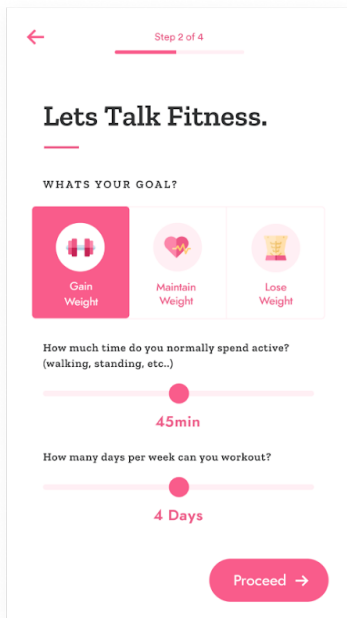 Step 2 of 4
Lets Talk Fitness.
WHATS YOUR GOAL?
Gain
Weight
Maintain
Weight
Lose
Weight
How much time do you normally spend active?
(walking, standing, etc..)
45min
How many days per week can you workout?
4 Days
Proceed